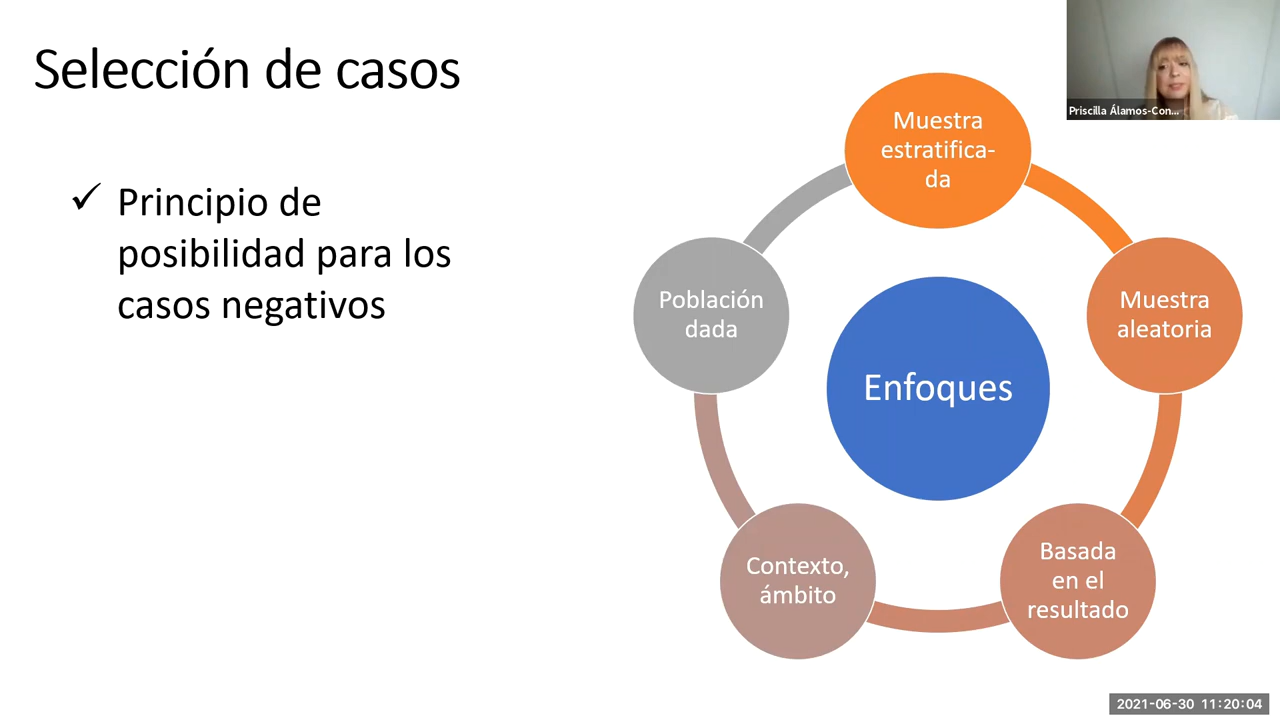 Selección de casos
✓ Principio de
posibilidad para los
casos negativos
Muestra
estratifica-
da
Muestra
aleatoria
Basada
en el
resultado
Contexto,
ámbito
Población
dada
Enfoques
Priscilla Álamos-Con...
2021-06-30 11:20:04